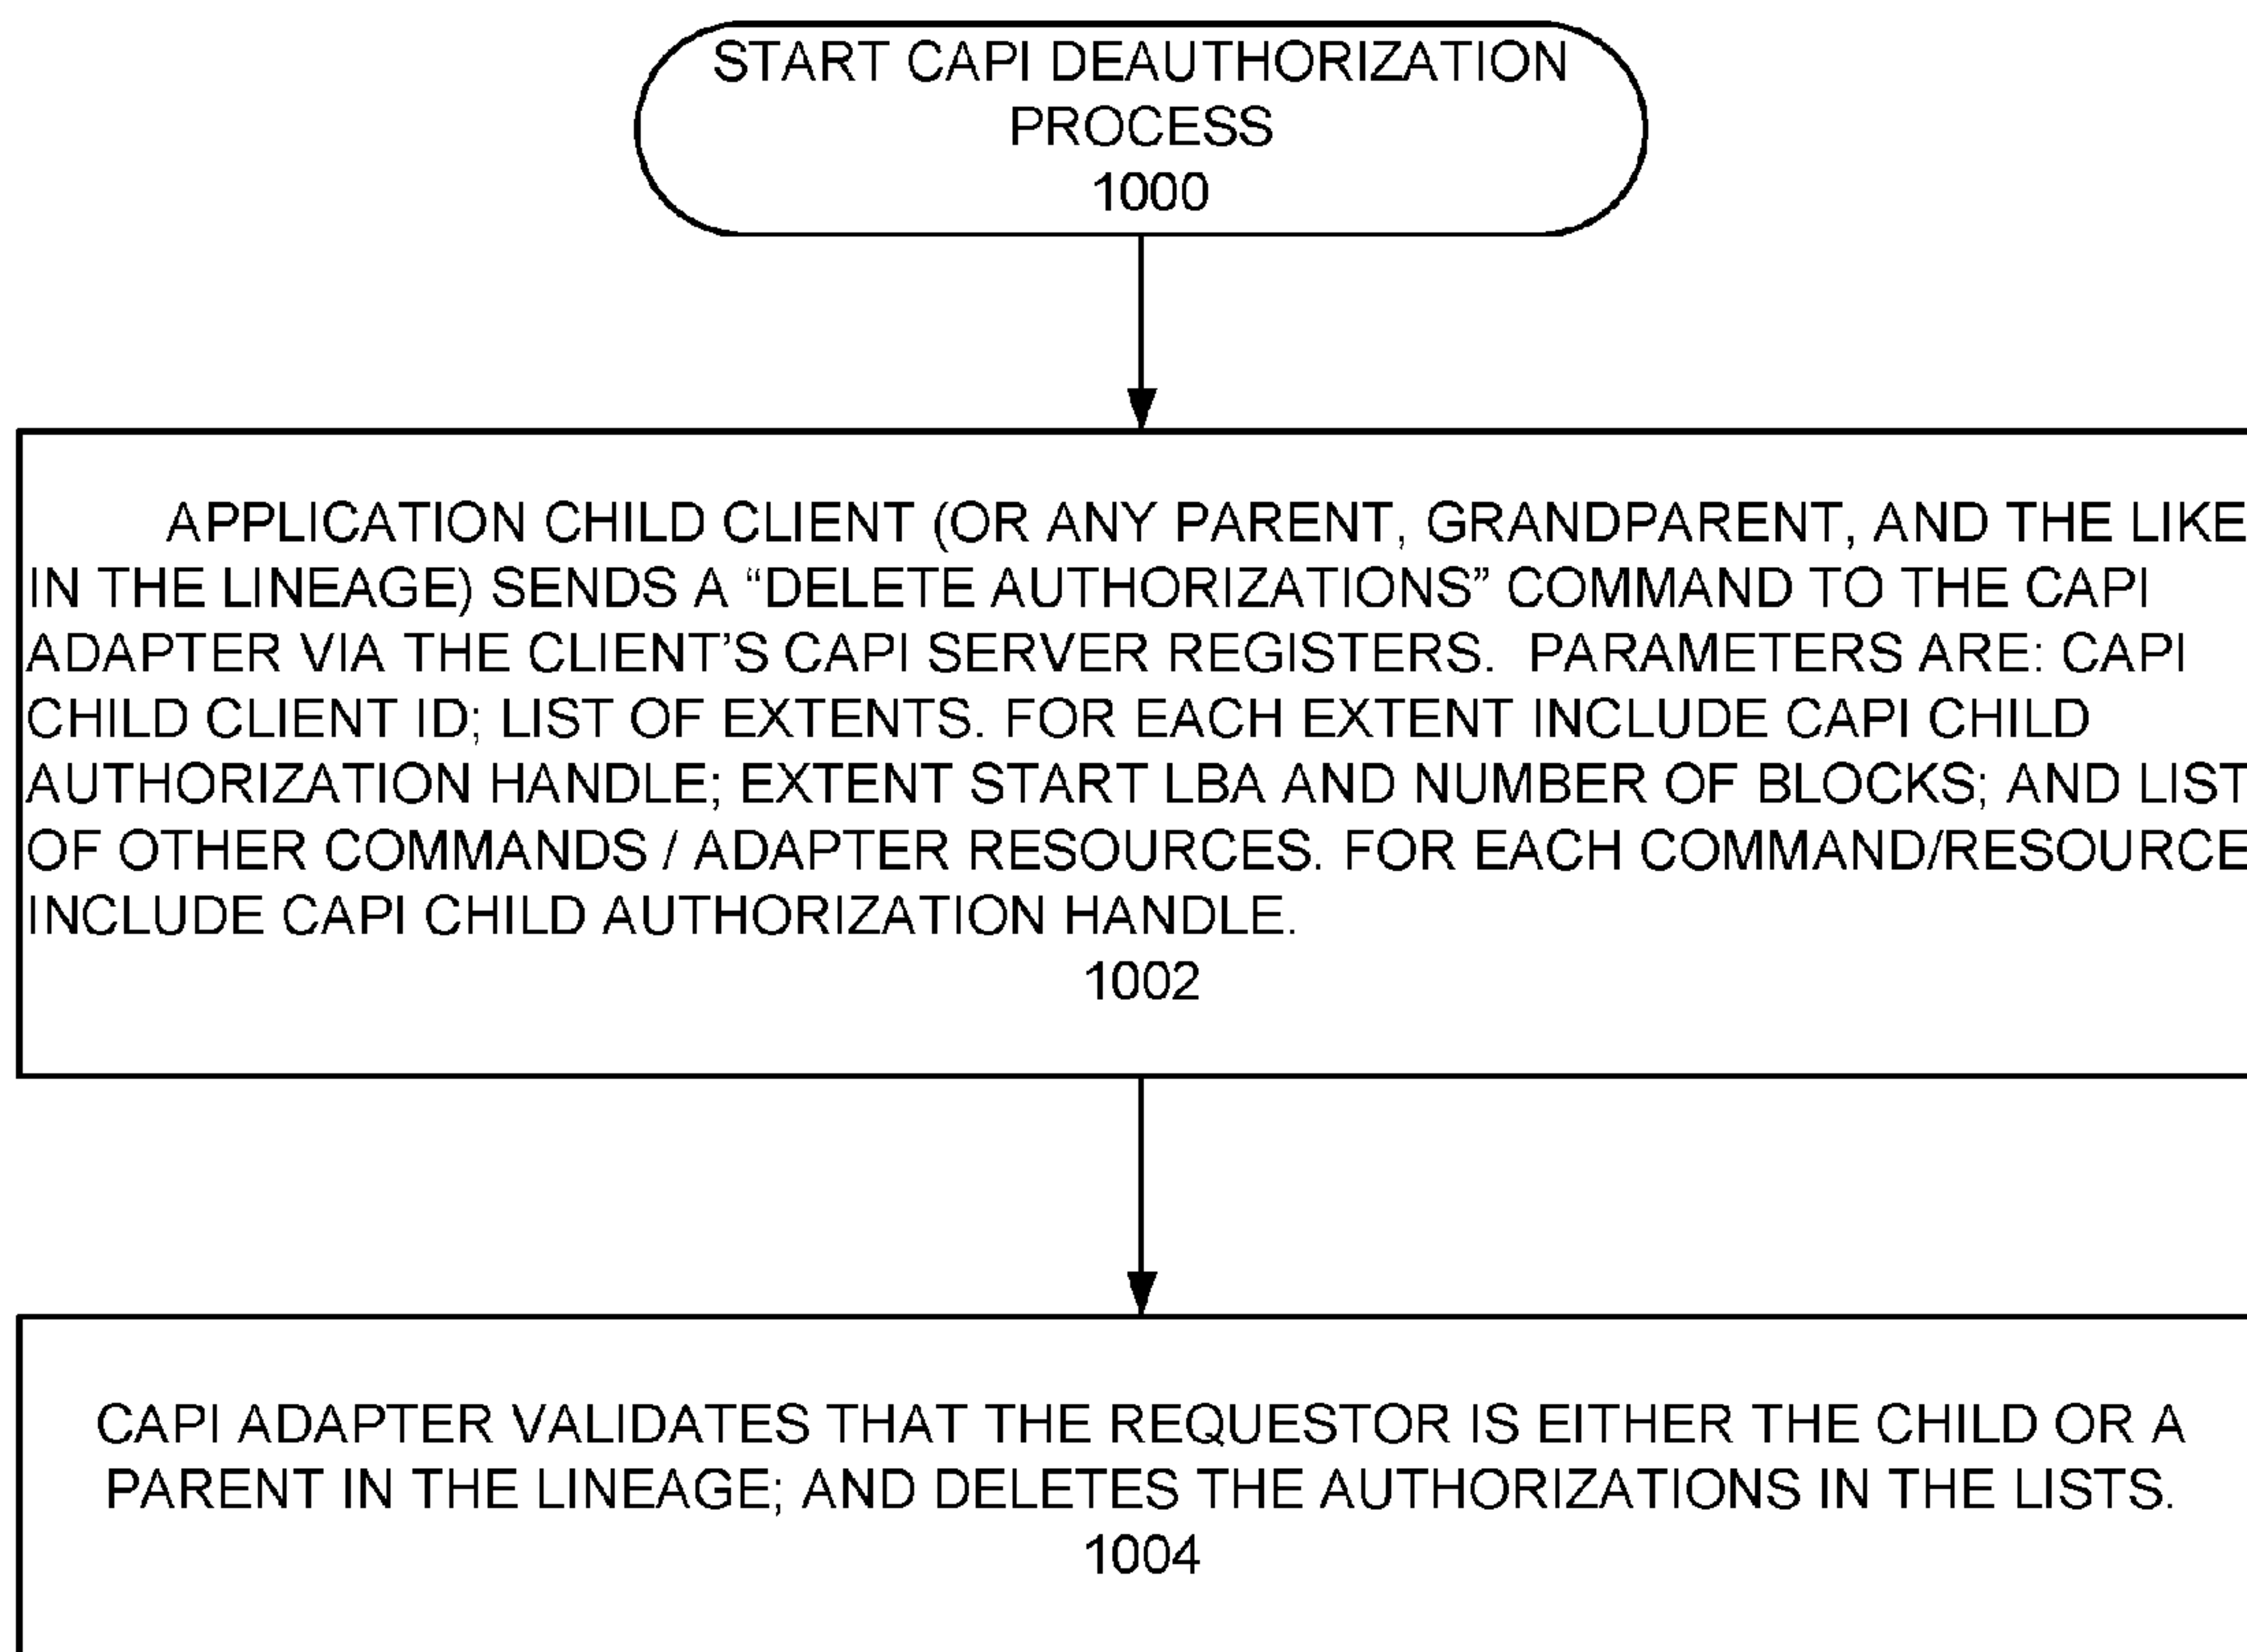 START CAPI DEAUTHORIZATION
PROCESS
1000
APPLICATION CHILD CLIENT (OR ANY PARENT, GRANDPARENT, AND THE LIKE
IN THE LINEAGE) SENDS A “DELETE AUTHORIZATIONS” COMMAND TO THE CAPI
ADAPTER VIA THE CLIENT’S CAPI SERVER REGISTERS. PARAMETERS ARE: CAPI
CHILD CLIENT ID; LIST OF EXTENTS. FOR EACH EXTENT INCLUDE CAPI CHILD
AUTHORIZATION HANDLE; EXTENT START LBA AND NUMBER OF BLOCKS; AND LIST
OF OTHER COMMANDS / ADAPTER RESOURCES. FOR EACH COMMAND/RESOURCE
INCLUDE CAPI CHILD AUTHORIZATION HANDLE.
1002
CAPI ADAPTER VALIDATES THAT THE REQUESTOR IS EITHER THE CHILD OR A
PARENT IN THE LINEAGE; AND DELETES THE AUTHORIZATIONS IN THE LISTS.
1004